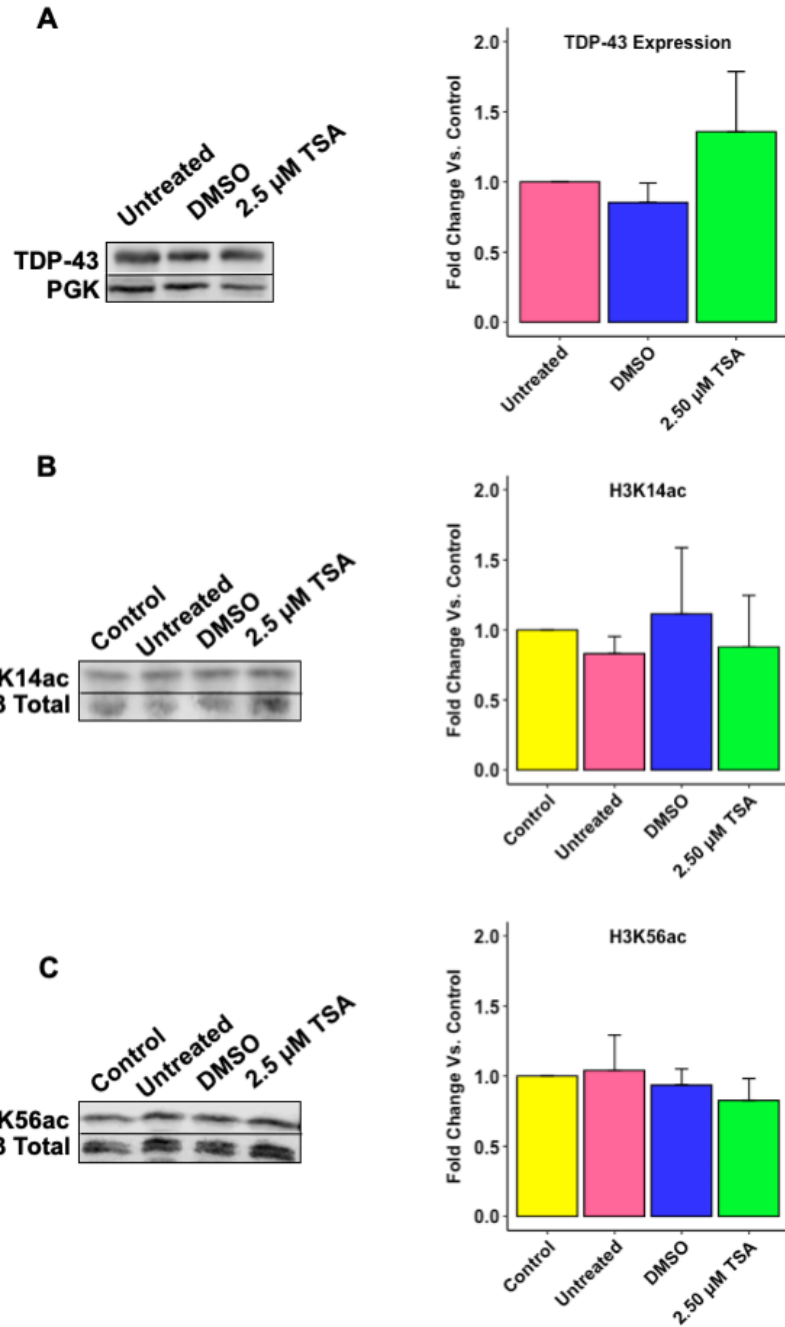 A
Untreated
DMSO
2.5 µM TSA
TDP-43
PGK
TDP-43 Expression
Fold Change Vs. Control
2.0
1.5
1.0
0.5
0.0
Untreated
DMSO
2.50 µM TSA
B
Control
Untreated
DMSO
2.5 µM TSA
K14ac
3 Total
H3K14ac
Fold Change Vs. Control
2.0
1.5
1.0
0.5
0.0
Control
Untreated
DMSO
2.50 µM TSA
C
Control
Untreated
DMSO
2.5 µM TSA
K56ac
3 Total
H3K56ac
Fold Change Vs. Control
2.0
1.5
1.0
0.5
0.0
Control
Untreated
DMSO
2.50 µM TSA